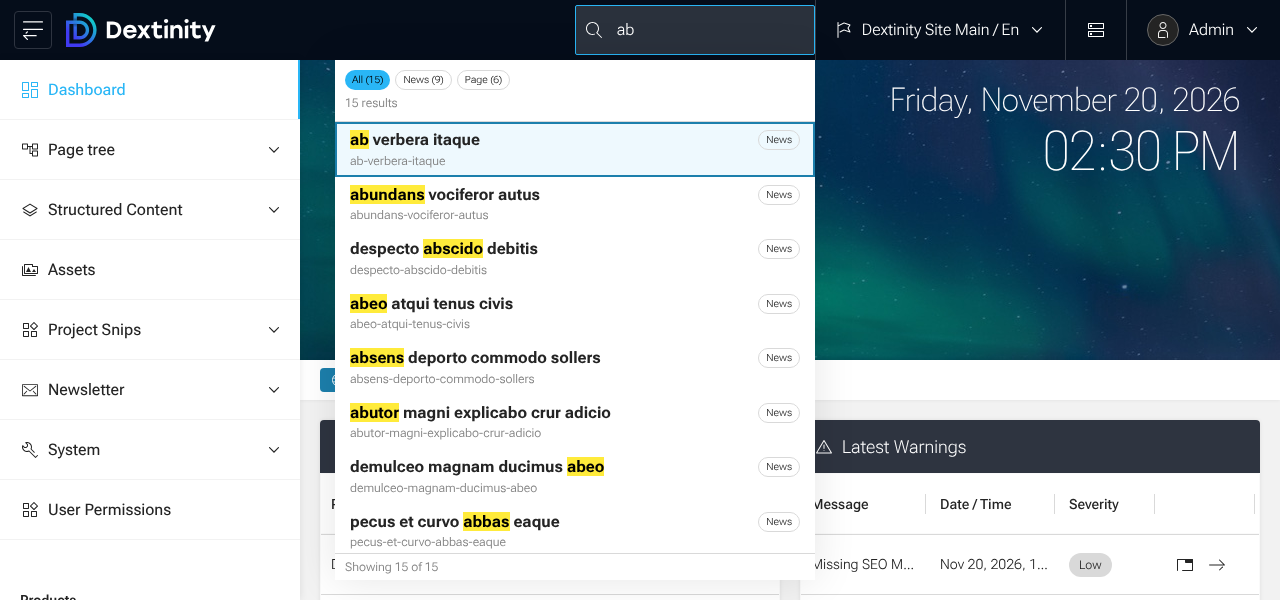 Dextinity
ab
Dextinity Site Main / En
Admin
Dashboard
Page tree
Structured Content
Assets
Project Snips
Newsletter
System
User Permissions
Products
All (15)
News (9)
Page (6)
15 results
ab verbera itaque
News
ab-verbera-itaque
abundans vociferor autus
News
abundans-vociferor-autus
despecto abscido debitis
News
despecto-abscido-debitis
abeo atqui tenus civis
News
abeo-atqui-tenus-civis
absens deporto commodo sollers
News
absens-deporto-commodo-sollers
abutor magni explicabo crur adicio
News
abutor-magni-explicabo-crur-adicio
demulceo magnam ducimus abeo
News
demulceo-magnam-ducimus-abeo
pecus et curvo abbas eaque
News
pecus-et-curvo-abbas-eaque
Showing 15 of 15
Friday, November 20, 2026
02:30 PM
Latest Warnings
Message
Date / Time
Severity
Missing SEO M...
Nov 20, 2026, 1...
Low